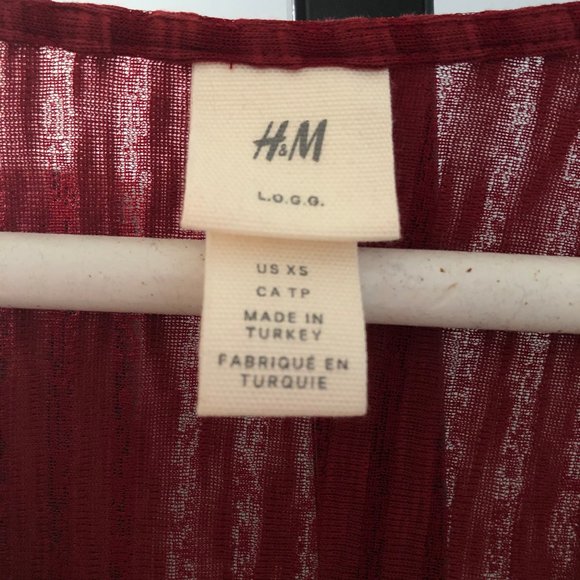 H&M
L.O.G.G.
US XS
CA TP
MADE IN
TURKEY
FABRIQUÉ EN
TURQUIE